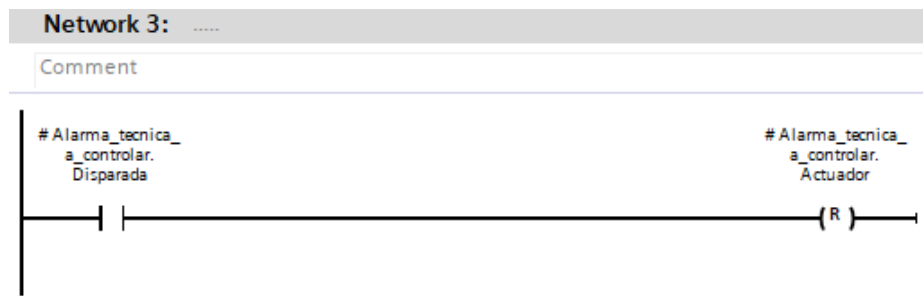 Network 3: .....
Comment
# Alarma_tecnica_
a_controlar.
Disparada
# Alarma_tecnica_
a_controlar.
Actuador
R